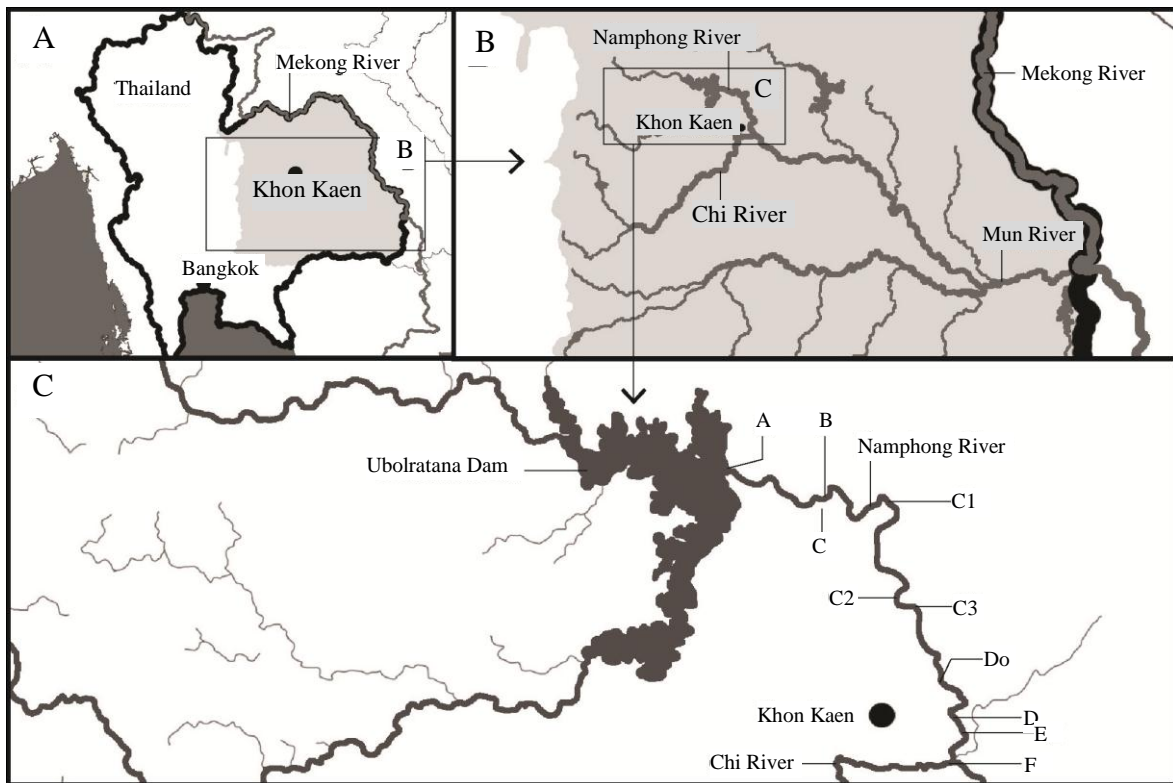 A
Mekong River
Thailand
B
Khon Kaen
Bangkok
B
Namphong River
C
Mekong River
Khon Kaen
Chi River
Mun River
C
A
B
Namphong River
Ubolratana Dam
C1
C
C2
C3
Do
Khon Kaen
D
E
Chi River
F